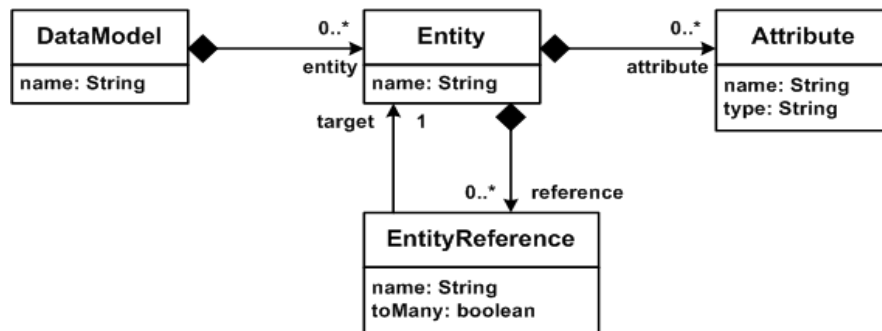 DataModel
name: String
0..*
entity
Entity
name: String
0..*
attribute
Attribute
name: String
type: String
target 1
0..* reference
EntityReference
name: String
toMany: boolean